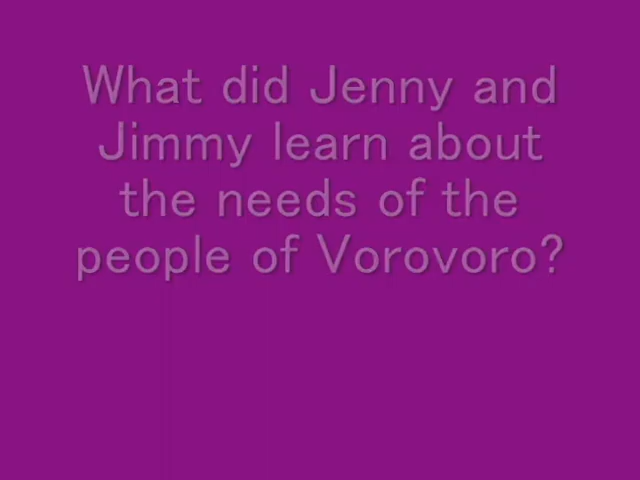 What did Jenny and
Jimmy learn about
the needs of the
people of Vorovoro?